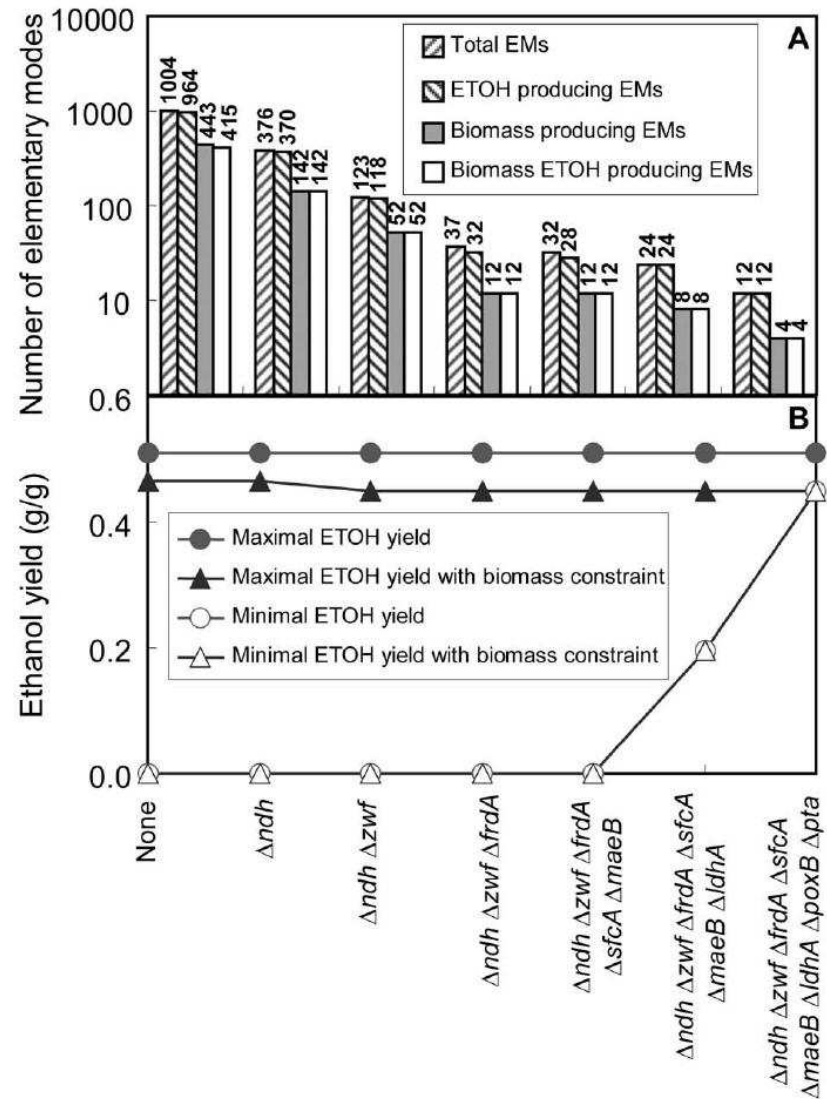 10000
1000
100
10
0.6
Number of elementary modes
A
Total EMs
ETOH producing EMs
Biomass producing EMs
Biomass ETOH producing EMs
1004
964
443
415
376
370
142
142
123
118
52
52
37
32
12
12
32
28
12
12
24
24
8
8
12
12
4
4
B
0.4
0.2
0.0
Ethanol yield (g/g)
Maximal ETOH yield
Maximal ETOH yield with biomass constraint
Minimal ETOH yield
Minimal ETOH yield with biomass constraint
None
Δndh
Δndh Δzwf
Δndh Δzwf ΔfrdA
Δndh Δzwf ΔfrdA
ΔsfcA ΔmaeB
Δndh Δzwf ΔfrdA ΔsfcA
ΔmaeB ΔldhA
Δndh Δzwf ΔfrdA ΔsfcA
ΔmaeB ΔldhA ΔpoxB Δpta